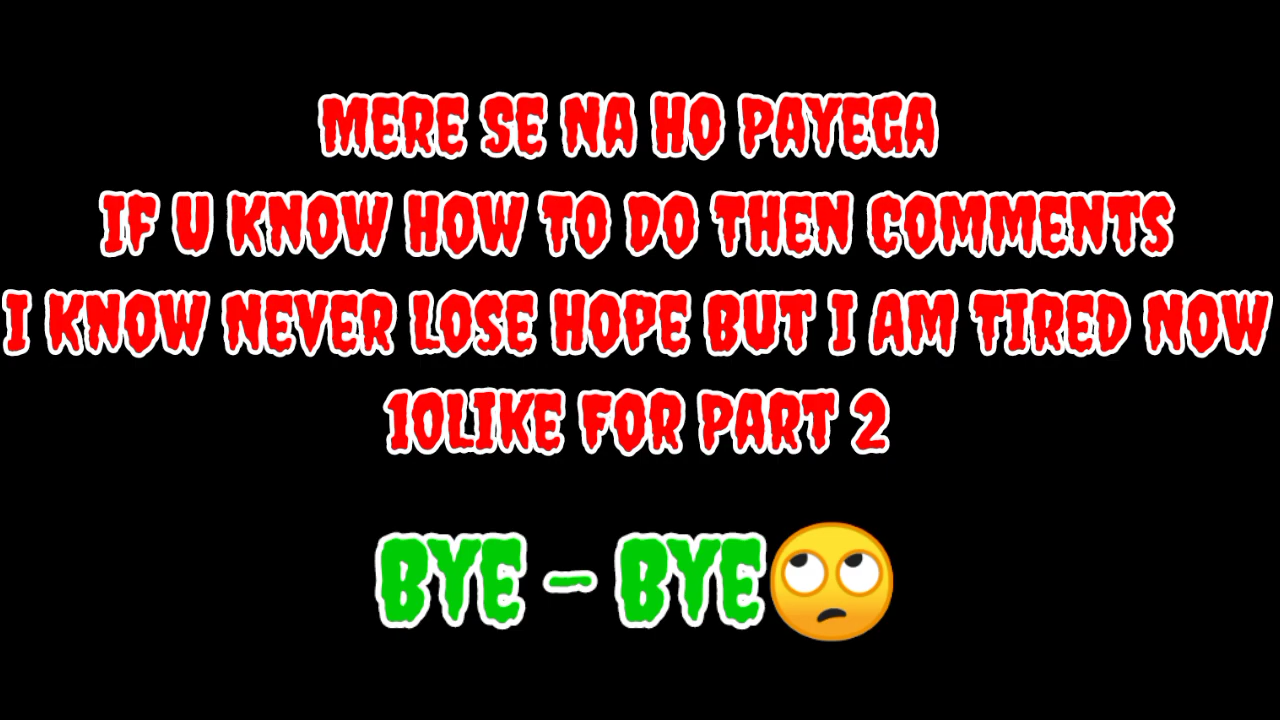 MERE SE NA HO PAYEGA
IF U KNOW HOW TO DO THEN COMMENTS
I KNOW NEVER LOSE HOPE BUT I AM TIRED NOW
10LIKE FOR PART 2
BYE - BYE🙄